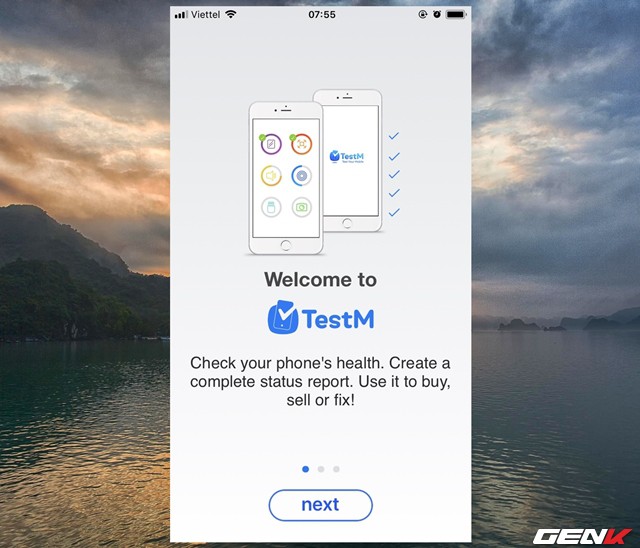 Viettel 07:55
TestM
Welcome to
TestM
Check your phone's health. Create a
complete status report. Use it to buy,
sell or fix!
next
GENK